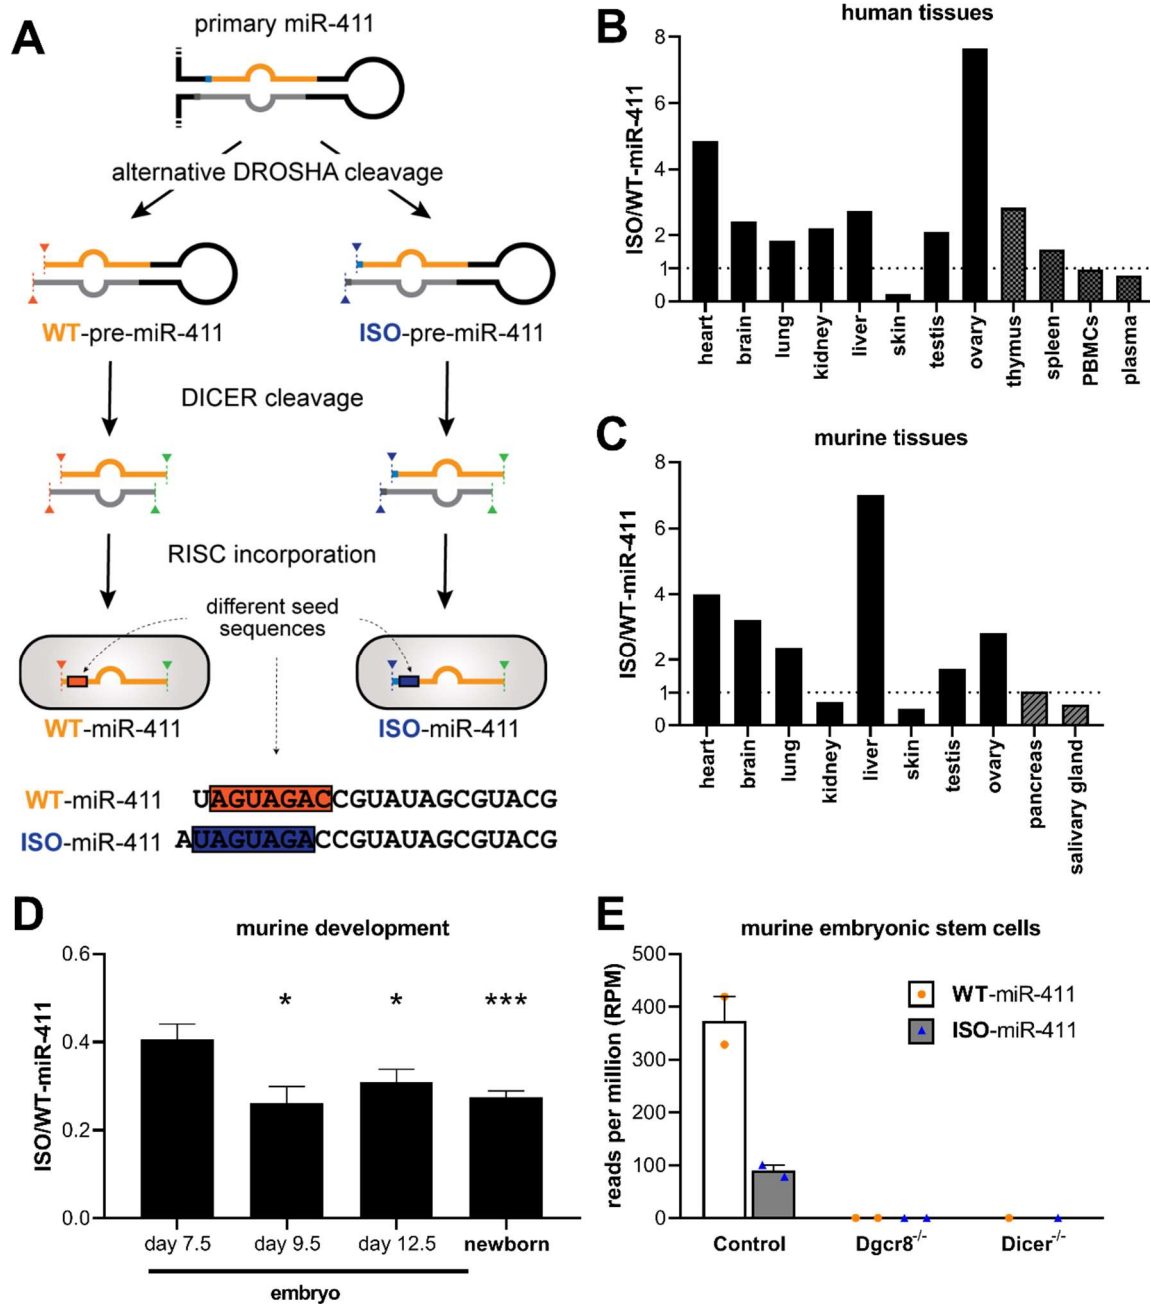 A
primary miR-411
alternative DROSHA cleavage
WT-pre-miR-411
ISO-pre-miR-411
DICER cleavage
RISC incorporation
different seed
sequences
WT-miR-411
ISO-miR-411
WT-miR-411 UAGUAGACCGUAUAGCGUACG
ISO-miR-411 AUAGUAGACCGUAUAGCGUACG
B
human tissues
ISO/WT-miR-411
8
6
4
2
1
0
heart
brain
lung
kidney
liver
skin
testis
ovary
thymus
spleen
PBMCs
plasma
C
murine tissues
ISO/WT-miR-411
8
6
4
2
1
0
heart
brain
lung
kidney
liver
skin
testis
ovary
pancreas
salivary gland
D
murine development
ISO/WT-miR-411
0.6
0.4
0.2
0.0
* * ***
day 7.5 day 9.5 day 12.5 newborn
embryo
E
murine embryonic stem cells
reads per million (RPM)
500
400
300
200
100
0
WT-miR-411
ISO-miR-411
Control Dgcr8-/- Dicer-/-